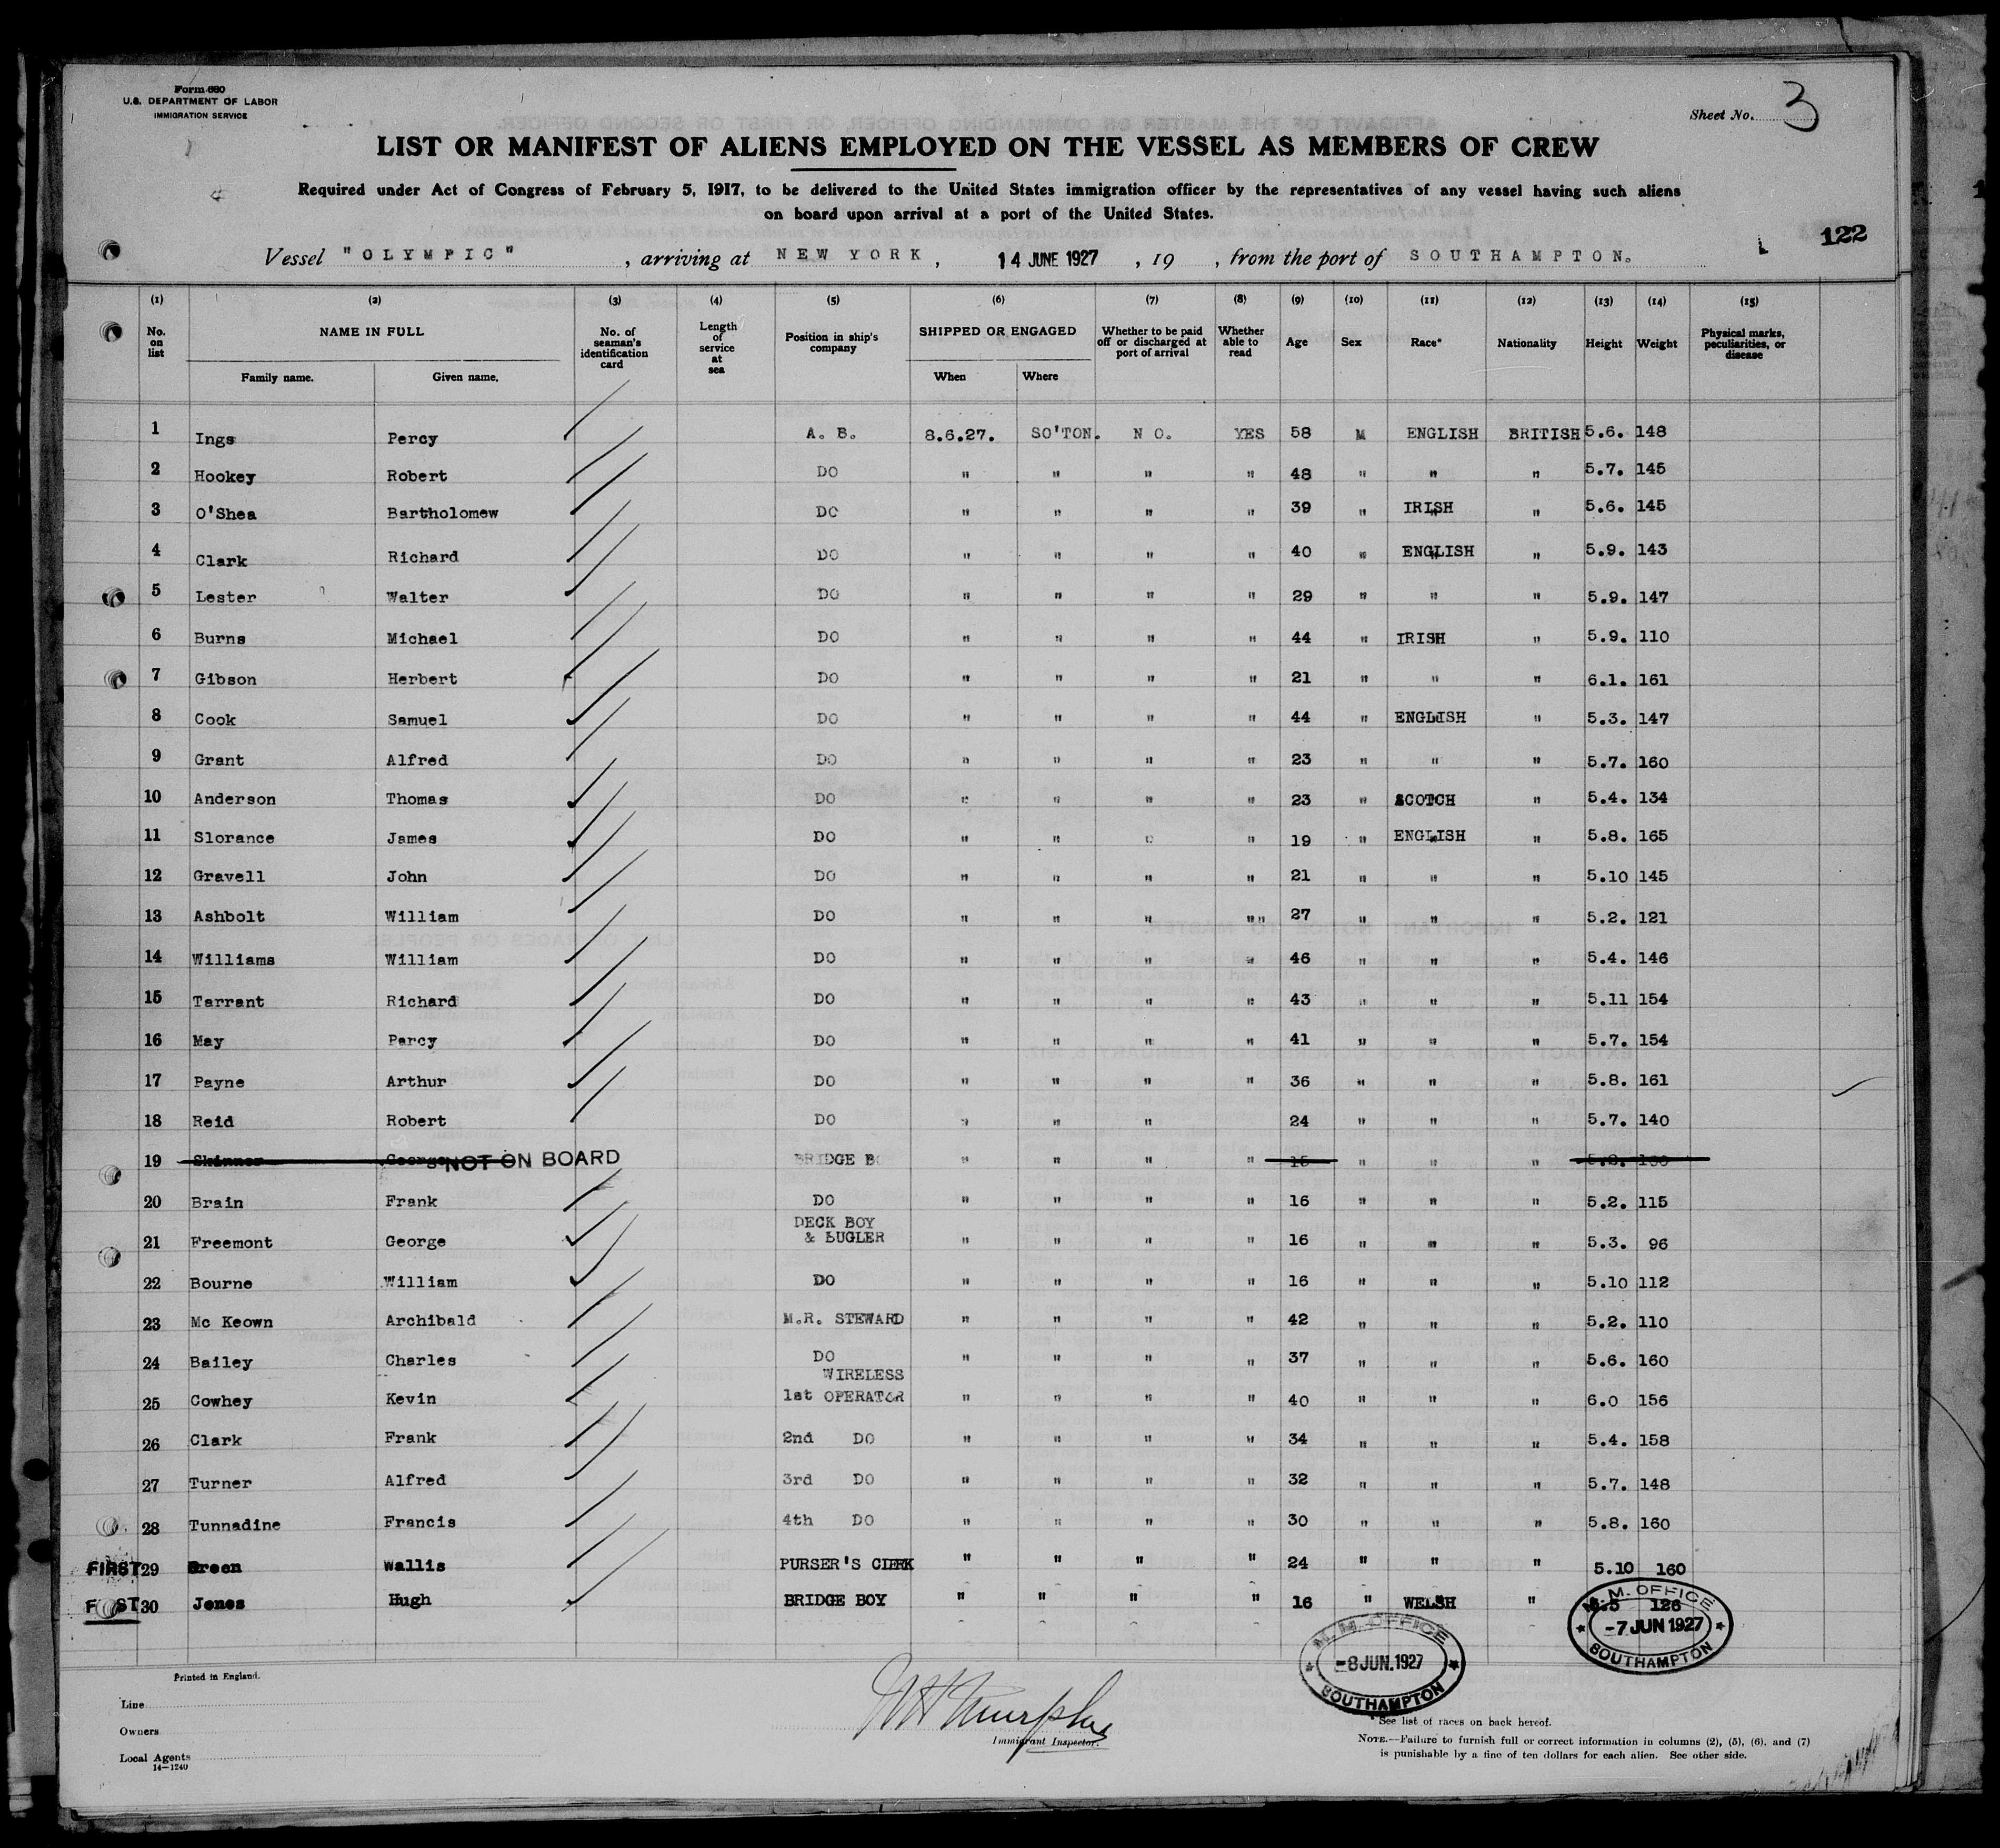 Form 680
U.S. DEPARTMENT OF LABOR
IMMIGRATION SERVICE
Sheet No. 3
LIST OR MANIFEST OF ALIENS EMPLOYED ON THE VESSEL AS MEMBERS OF CREW
Required under Act of Congress of February 5, 1917, to be delivered to the United States immigration officer by the representatives of any vessel having such aliens
on board upon arrival at a port of the United States.
122
Vessel "OLYMPIC", arriving at NEW YORK, 14 JUNE 1927, 19 , from the port of SOUTHAMPTON.
(1) (2) (3) (4) (5) (6) (7) (8) (9) (10) (11) (12) (13) (14) (15)
No. on list NAME IN FULL No. of seaman's identification card Length of service at sea Position in ship's company SHIPPED OR ENGAGED Whether to be paid off or discharged at port of arrival Whether able to read Age Sex Race* Nationality Height Weight Physical marks, peculiarities, or disease
Family name. Given name. When Where
1 Ings Percy A. B. 8.6.27. SO'TON. NO. YES 58 M ENGLISH BRITISH 5.6. 148
2 Hookey Robert DO " " " " 48 " " " 5.7. 145
3 O'Shea Bartholomew DO " " " " 39 " IRISH " 5.6. 145
4 Clark Richard DO " " " " 40 " ENGLISH " 5.9. 143
5 Lester Walter DO " " " " 29 " " " 5.9. 147
6 Burns Michael DO " " " " 44 " IRISH " 5.9. 110
7 Gibson Herbert DO " " " " 21 " " " 6.1. 161
8 Cook Samuel DO " " " " 44 " ENGLISH " 5.3. 147
9 Grant Alfred DO " " " " 23 " " " 5.7. 160
10 Anderson Thomas DO " " " " 23 " SCOTCH " 5.4. 134
11 Slorance James DO " " " " 19 " ENGLISH " 5.8. 165
12 Gravell John DO " " " " 21 " " " 5.10 145
13 Ashbolt William DO " " " "" 27 " " " 5.2. 121
14 Williams William DO " " " " 46 " " " 5.4. 146
15 Tarrant Richard DO " " " " 43 " " " 5.11 154
16 May Percy DO " " " " 41 " " " 5.7. 154
17 Payne Arthur DO " " " " 36 " " " 5.8. 161
18 Reid Robert DO " " " " 24 " " " 5.7. 140
19 Skinner George NOT ON BOARD BRIDGE BO " " " " 15 " " "
20 Brain Frank DO " " " " 16 " " " 5.2. 115
21 Freemont George DECK BOY & BUGLER " " " " 16 " " " 5.3. 96
22 Bourne William DO " " " " 16 " " " 5.10 112
23 Mc Keown Archibald M.R. STEWARD " " " " 42 " " " 5.2. 110
24 Bailey Charles DO " " " " 37 " " " 5.6. 160
25 Cowhey Kevin WIRELESS 1st OPERATOR " " " " 40 " " " 6.0 156
26 Clark Frank 2nd DO " " " " 34 " " " 5.4. 158
27 Turner Alfred 3rd DO " " " " 32 " " " 5.7. 148
28 Tunnadine Francis 4th DO " " " " 30 " " " 5.8. 160
FIRST 29 Breen Wallis PURSER'S CLERK " " " " 24 " " " 5.10 160
FIRST 30 Jones Hugh BRIDGE BOY " " " " 16 " WELSH " 126
M. M. OFFICE
-7 JUN 1927
SOUTHAMPTON
M. M. OFFICE
-8 JUN. 1927
SOUTHAMPTON
Printed in England.
Line
Owners
Local Agents
14—1240
Murphy
Immigrant Inspector.
*See list of races on back hereof.
NOTE.—Failure to furnish full or correct information in columns (2), (5), (6), and (7)
is punishable by a fine of ten dollars for each alien. See other side.